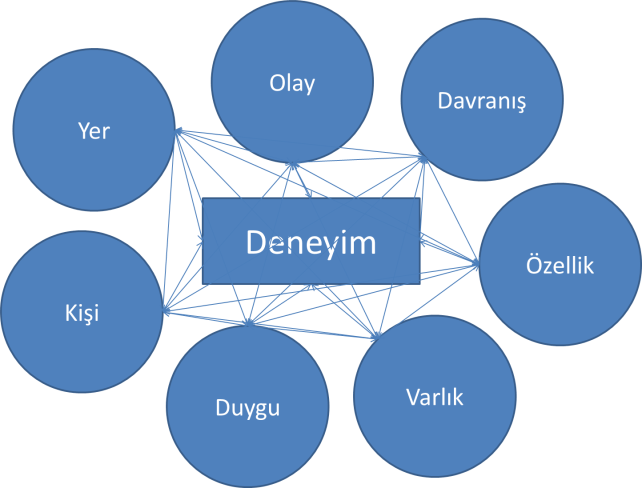 Olay
Davranış
Yer
Deneyim
Özellik
Kişi
Varlık
Duygu